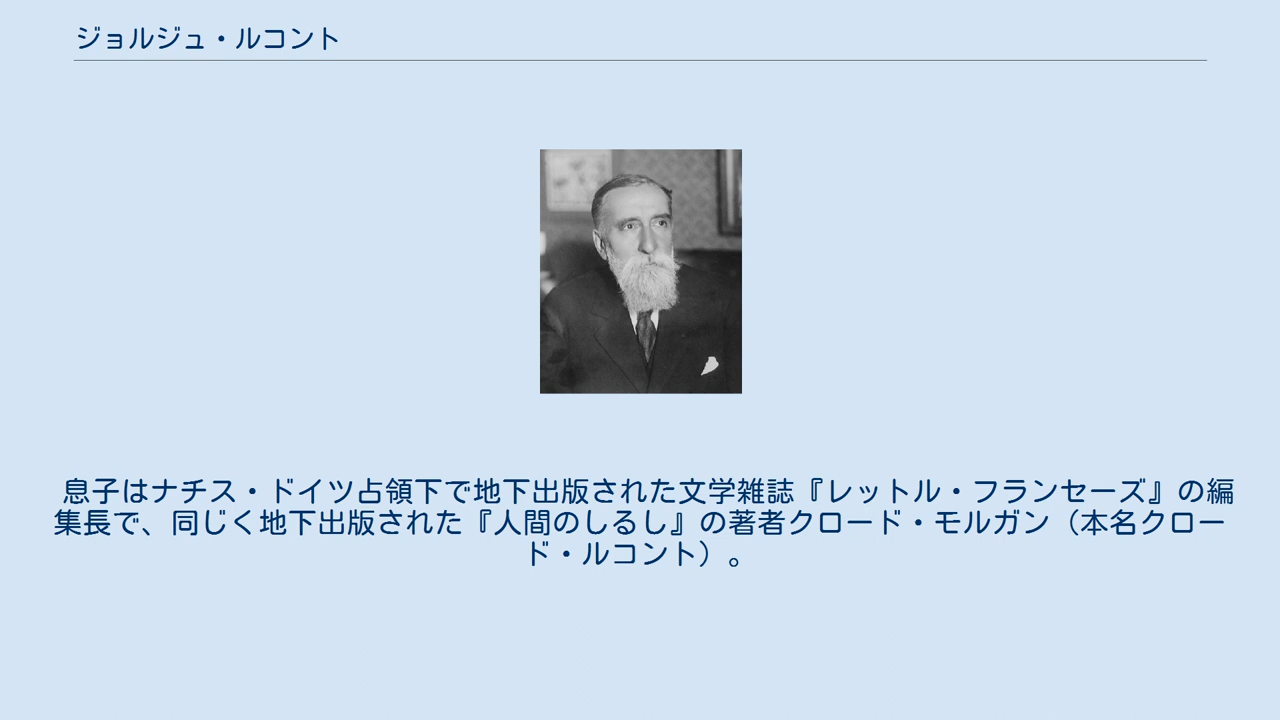 ジョルジュ・ルコント
息子はナチス・ドイツ占領下で地下出版された文学雑誌『レットル・フランセーズ』の編
集長で、同じく地下出版された『人間のしるし』の著者クロード・モルガン（本名クロー
ド・ルコント）。